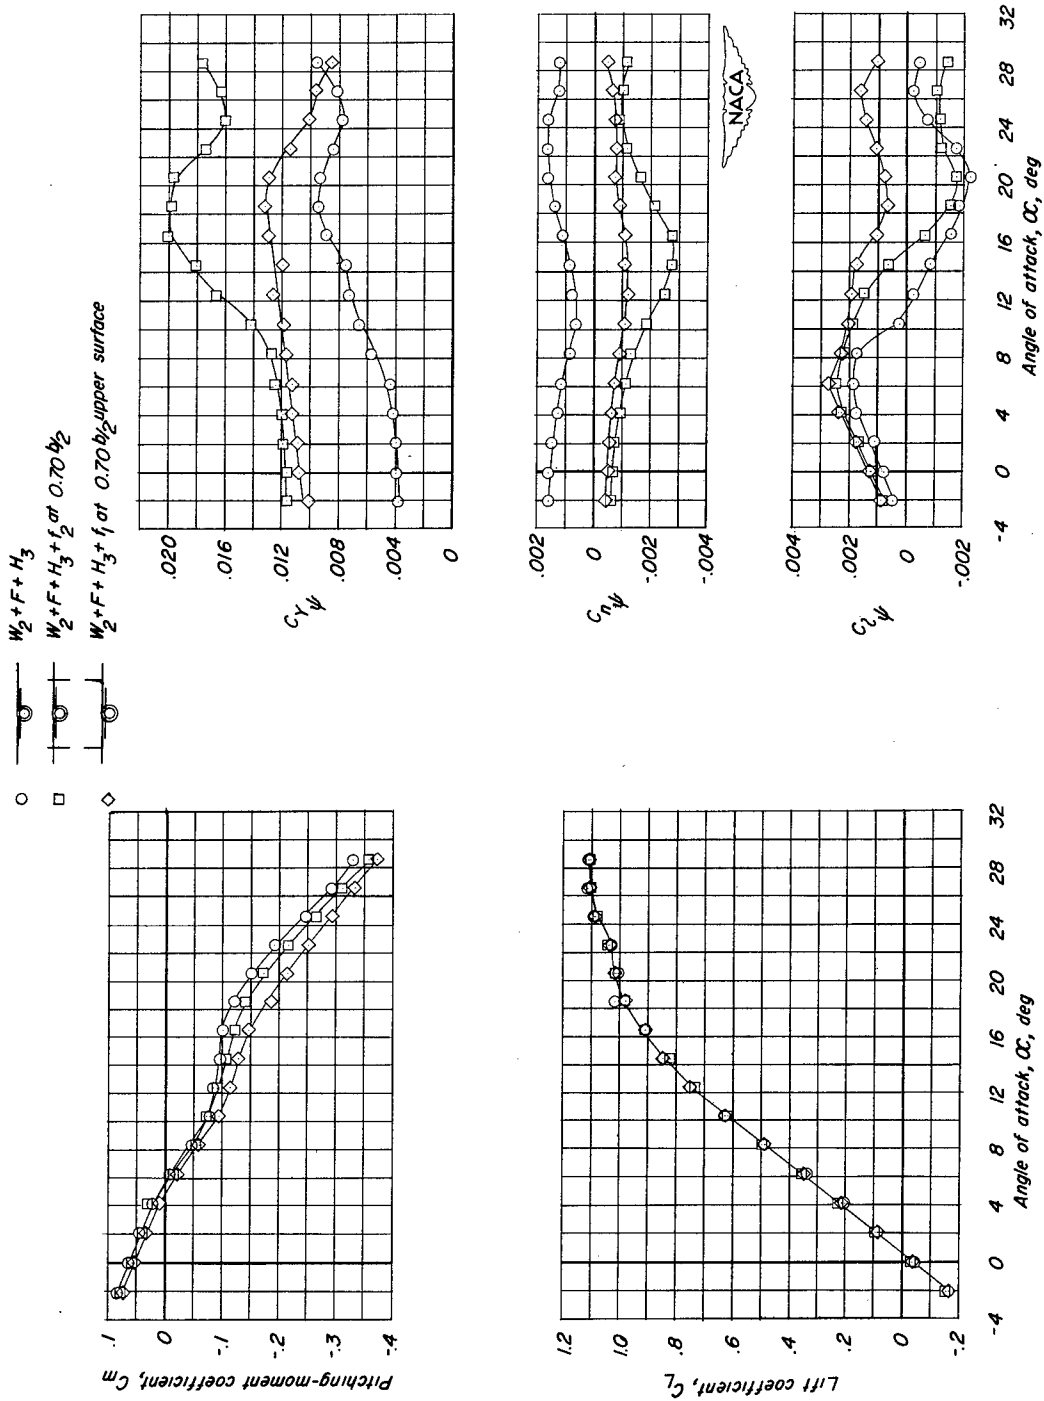 W2 + F + H3
W2 + F + H3 + f2 at 0.70 b/2
W2 + F + H3 + f1 at 0.70 b/2 upper surface
.1
0
-.1
-.2
-.3
-.4
Pitching-moment coefficient, Cm
1.2
1.0
.8
.6
.4
.2
0
-.2
Lift coefficient, CL
-4 0 4 8 12 16 20 24 28 32
Angle of attack, α, deg
.020
.016
.012
.008
.004
0
CYψ
.002
0
-.002
-.004
Cnψ
NACA
.004
.002
0
-.002
Clψ
-4 0 4 8 12 16 20 24 28 32
Angle of attack, α, deg